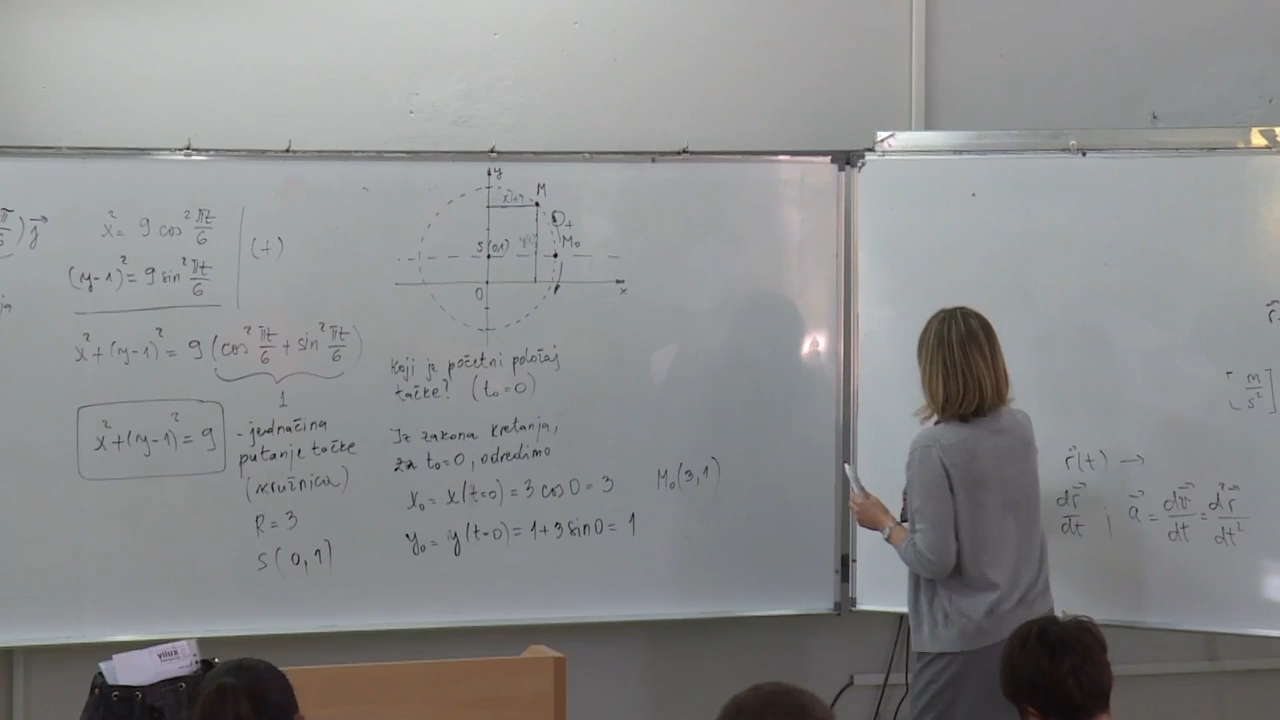 x² = 9 cos² πt/6
(y-1)² = 9 sin² πt/6
(+)
x² + (y-1)² = 9 (cos² πt/6 + sin² πt/6)
1
x² + (y-1)² = 9
- jednačina
putanje tačke
(kružnica)
R = 3
S(0,1)
y
M
x(t)
S(0,1)
y(t)
M₀
O
x
Koji je početni položaj
tačke? (t₀=0)
Iz zakona kretanja,
za t₀=0, odredimo
x₀ = x(t=0) = 3 cos 0 = 3
M₀(3,1)
y₀ = y(t=0) = 1+3 sin 0 = 1
[m/s²]
r⃗(t) →
dr⃗/dt i a⃗ = dv⃗/dt = d²r⃗/dt²